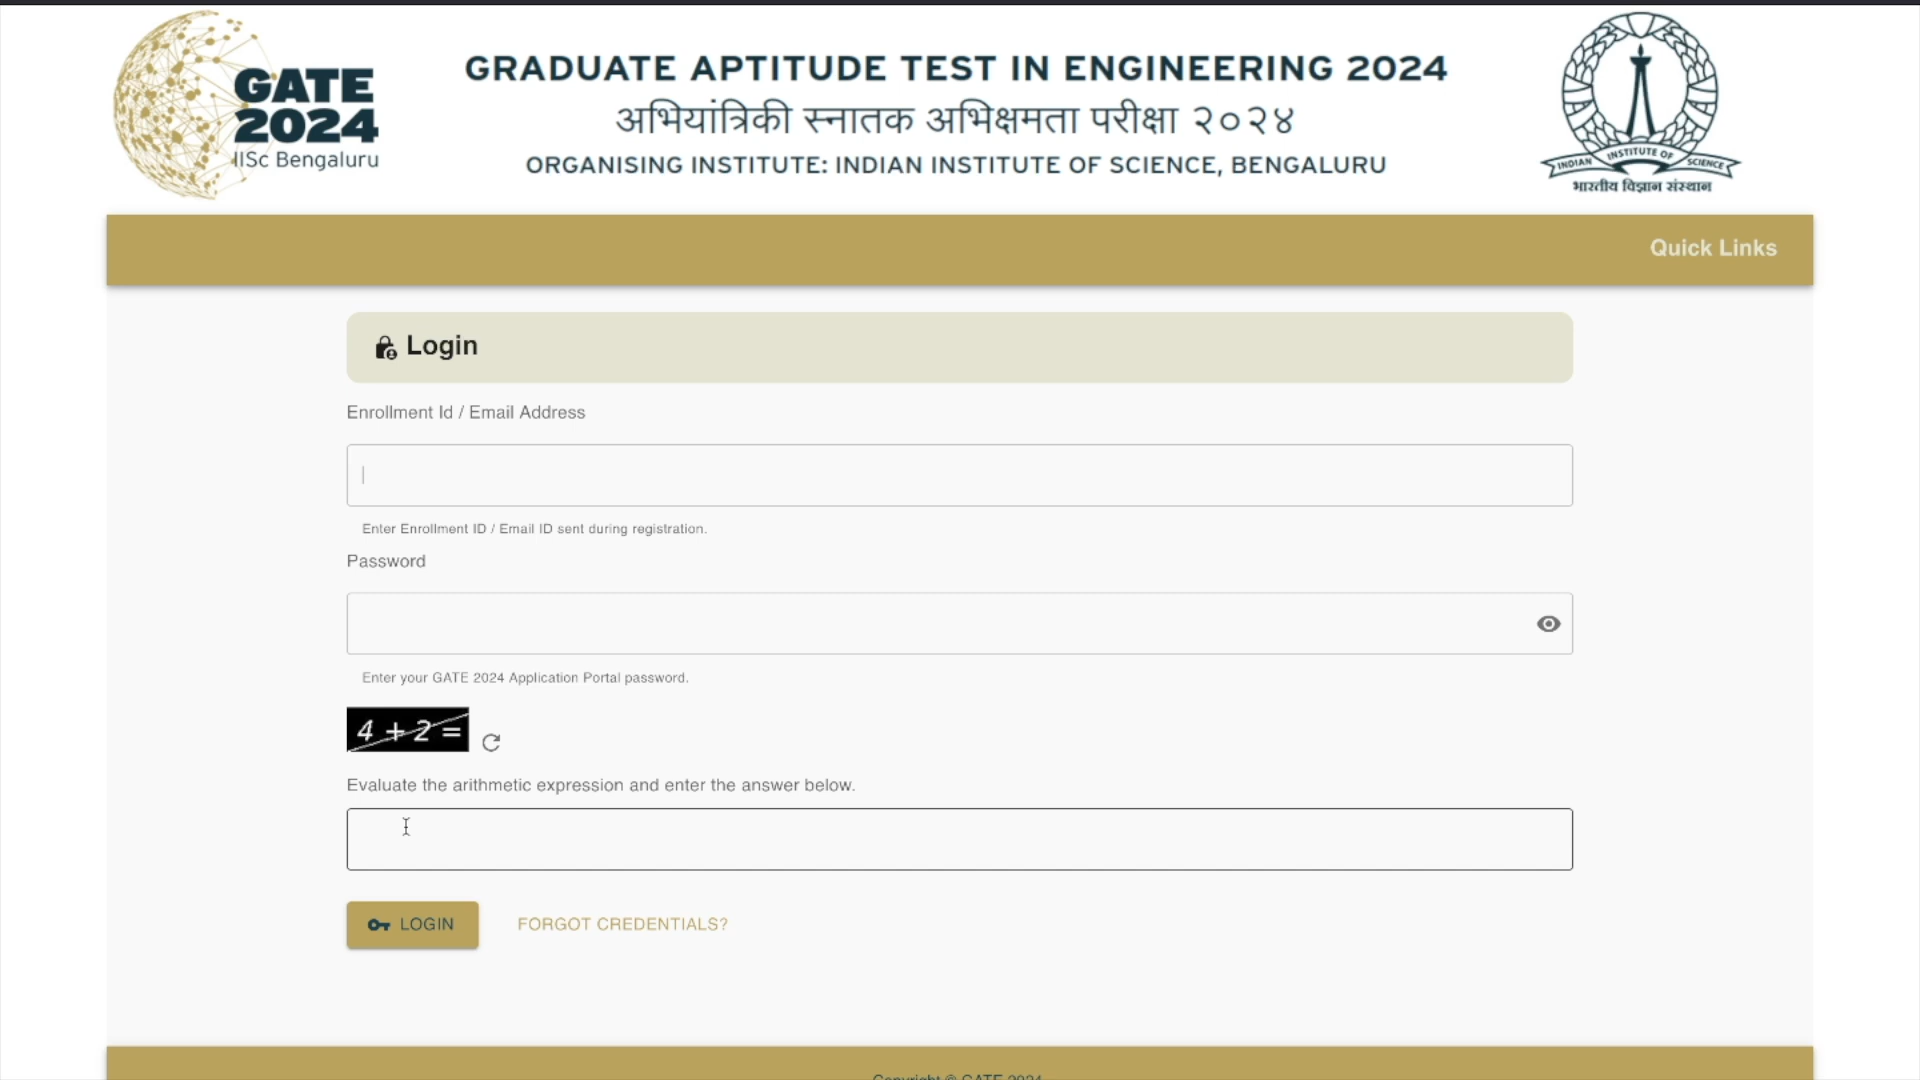 GATE
2024
IISc Bengaluru
GRADUATE APTITUDE TEST IN ENGINEERING 2024
अभियांत्रिकी स्नातक अभिक्षमता परीक्षा २०२४
ORGANISING INSTITUTE: INDIAN INSTITUTE OF SCIENCE, BENGALURU
INDIAN INSTITUTE OF SCIENCE
भारतीय विज्ञान संस्थान
Quick Links
Login
Enrollment Id / Email Address
Enter Enrollment ID / Email ID sent during registration.
Password
Enter your GATE 2024 Application Portal password.
4 + 2 =
Evaluate the arithmetic expression and enter the answer below.
LOGIN
FORGOT CREDENTIALS?
Copyright © GATE 2024